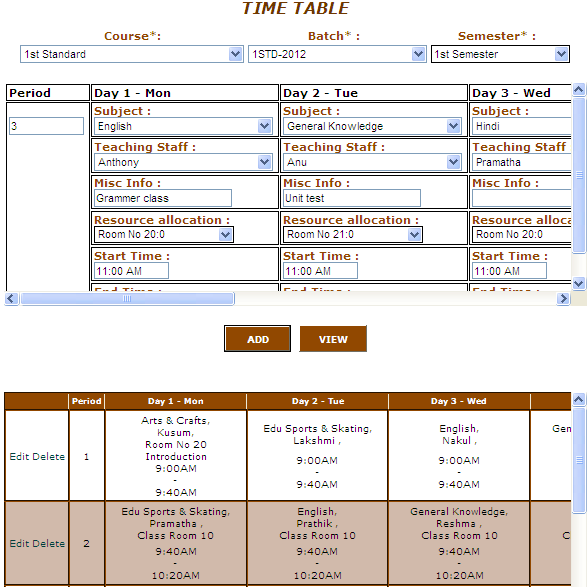 TIME TABLE
Course*: Batch* : Semester* :
1st Standard 1STD-2012 1st Semester
Period Day 1 - Mon Day 2 - Tue Day 3 - Wed
Subject : Subject : Subject :
3 English General Knowledge Hindi
Teaching Staff : Teaching Staff : Teaching Staff
Anthony Anu Pramatha
Misc Info : Misc Info : Misc Info :
Grammer class Unit test
Resource allocation : Resource allocation : Resource alloca
Room No 20:0 Room No 21:0 Room No 20:0
Start Time : Start Time : Start Time :
11:00 AM 11:00 AM 11:00 AM
End Time : End Time : End Time :
ADD VIEW
Period Day 1 - Mon Day 2 - Tue Day 3 - Wed
Arts & Crafts,
Kusum,
Room No 20
Introduction
9:00AM
-
9:40AM
Edu Sports & Skating,
Lakshmi ,
9:00AM
-
9:40AM
English,
Nakul ,
9:00AM
-
9:40AM
Gen
Edit Delete 1
Edu Sports & Skating,
Pramatha ,
Class Room 10
9:40AM
-
10:20AM
English,
Prathik ,
Class Room 10
9:40AM
-
10:20AM
General Knowledge,
Reshma ,
Class Room 10
9:40AM
-
10:20AM
C
Edit Delete 2